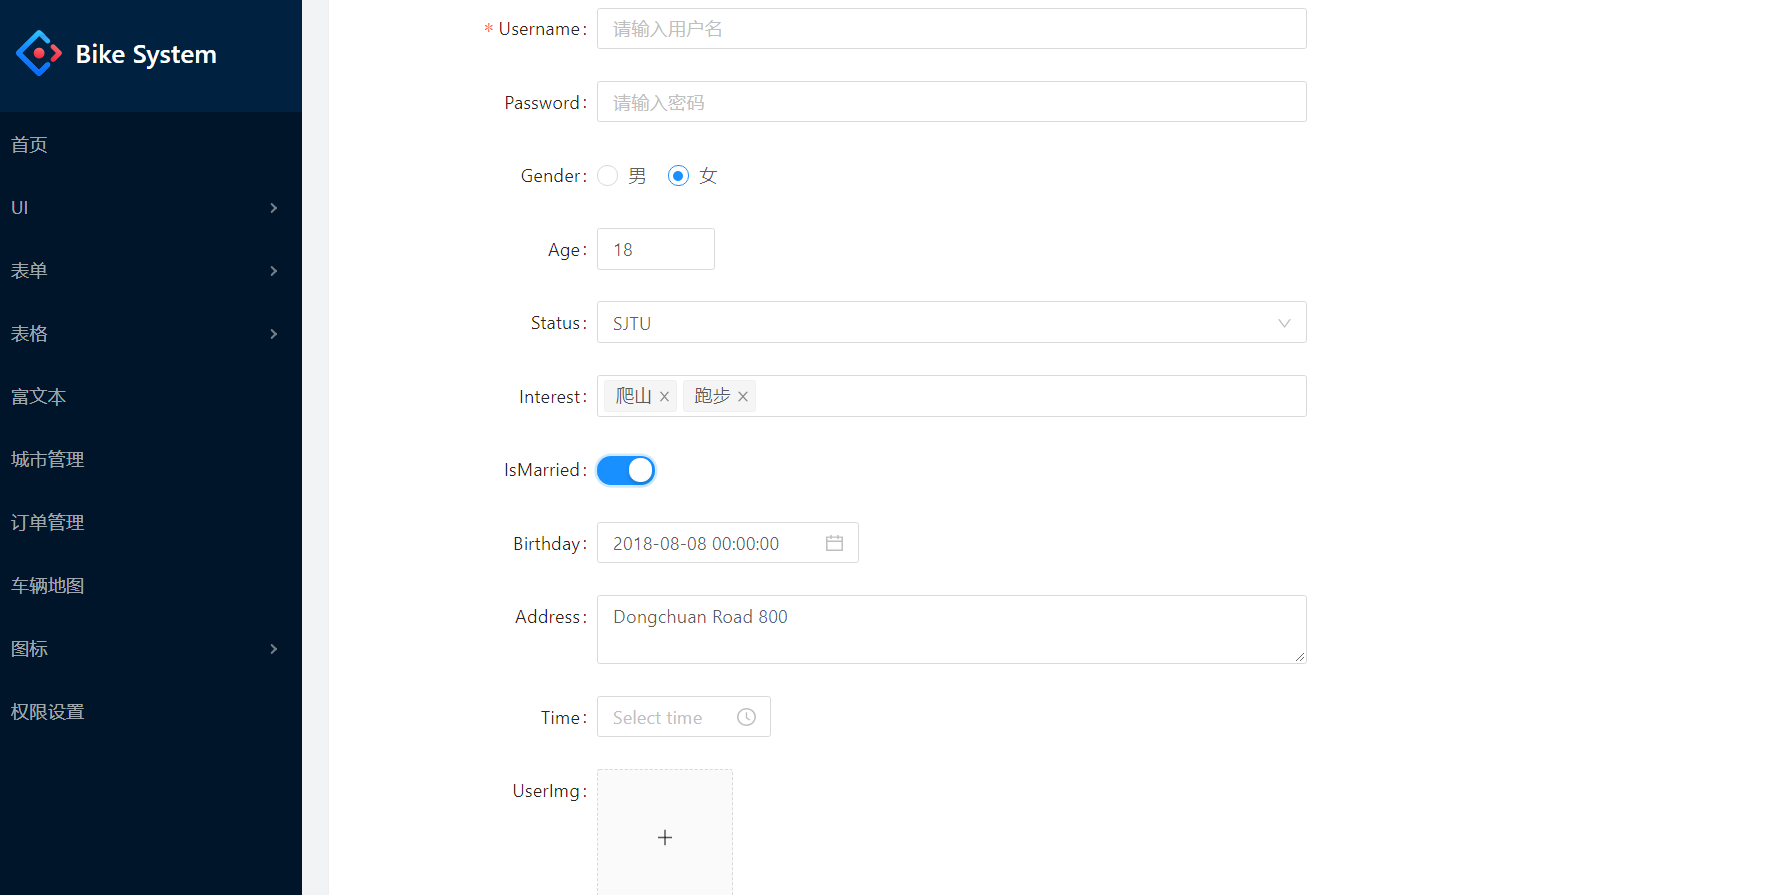 Bike System
首页
UI
表单
表格
富文本
城市管理
订单管理
车辆地图
图标
权限设置
* Username: 请输入用户名
Password: 请输入密码
Gender: 男 女
Age: 18
Status: SJTU
Interest: 爬山 跑步
IsMarried:
Birthday: 2018-08-08 00:00:00
Address: Dongchuan Road 800
Time: Select time
UserImg: